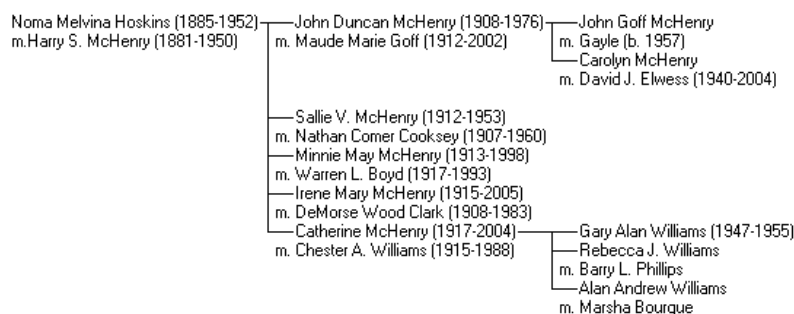 Noma Melvina Hoskins (1885-1952) John Duncan McHenry (1908-1976) John Goff McHenry
m.Harry S. McHenry (1881-1950) m. Maude Marie Goff (1912-2002) m. Gayle (b. 1957)
Carolyn McHenry
m. David J. Elwess (1940-2004)
Sallie V. McHenry (1912-1953)
m. Nathan Comer Cooksey (1907-1960)
Minnie May McHenry (1913-1998)
m. Warren L. Boyd (1917-1993)
Irene Mary McHenry (1915-2005)
m. DeMorse Wood Clark (1908-1983)
Catherine McHenry (1917-2004) Gary Alan Williams (1947-1955)
m. Chester A. Williams (1915-1988) Rebecca J. Williams
m. Barry L. Phillips
Alan Andrew Williams
m. Marsha Bourque